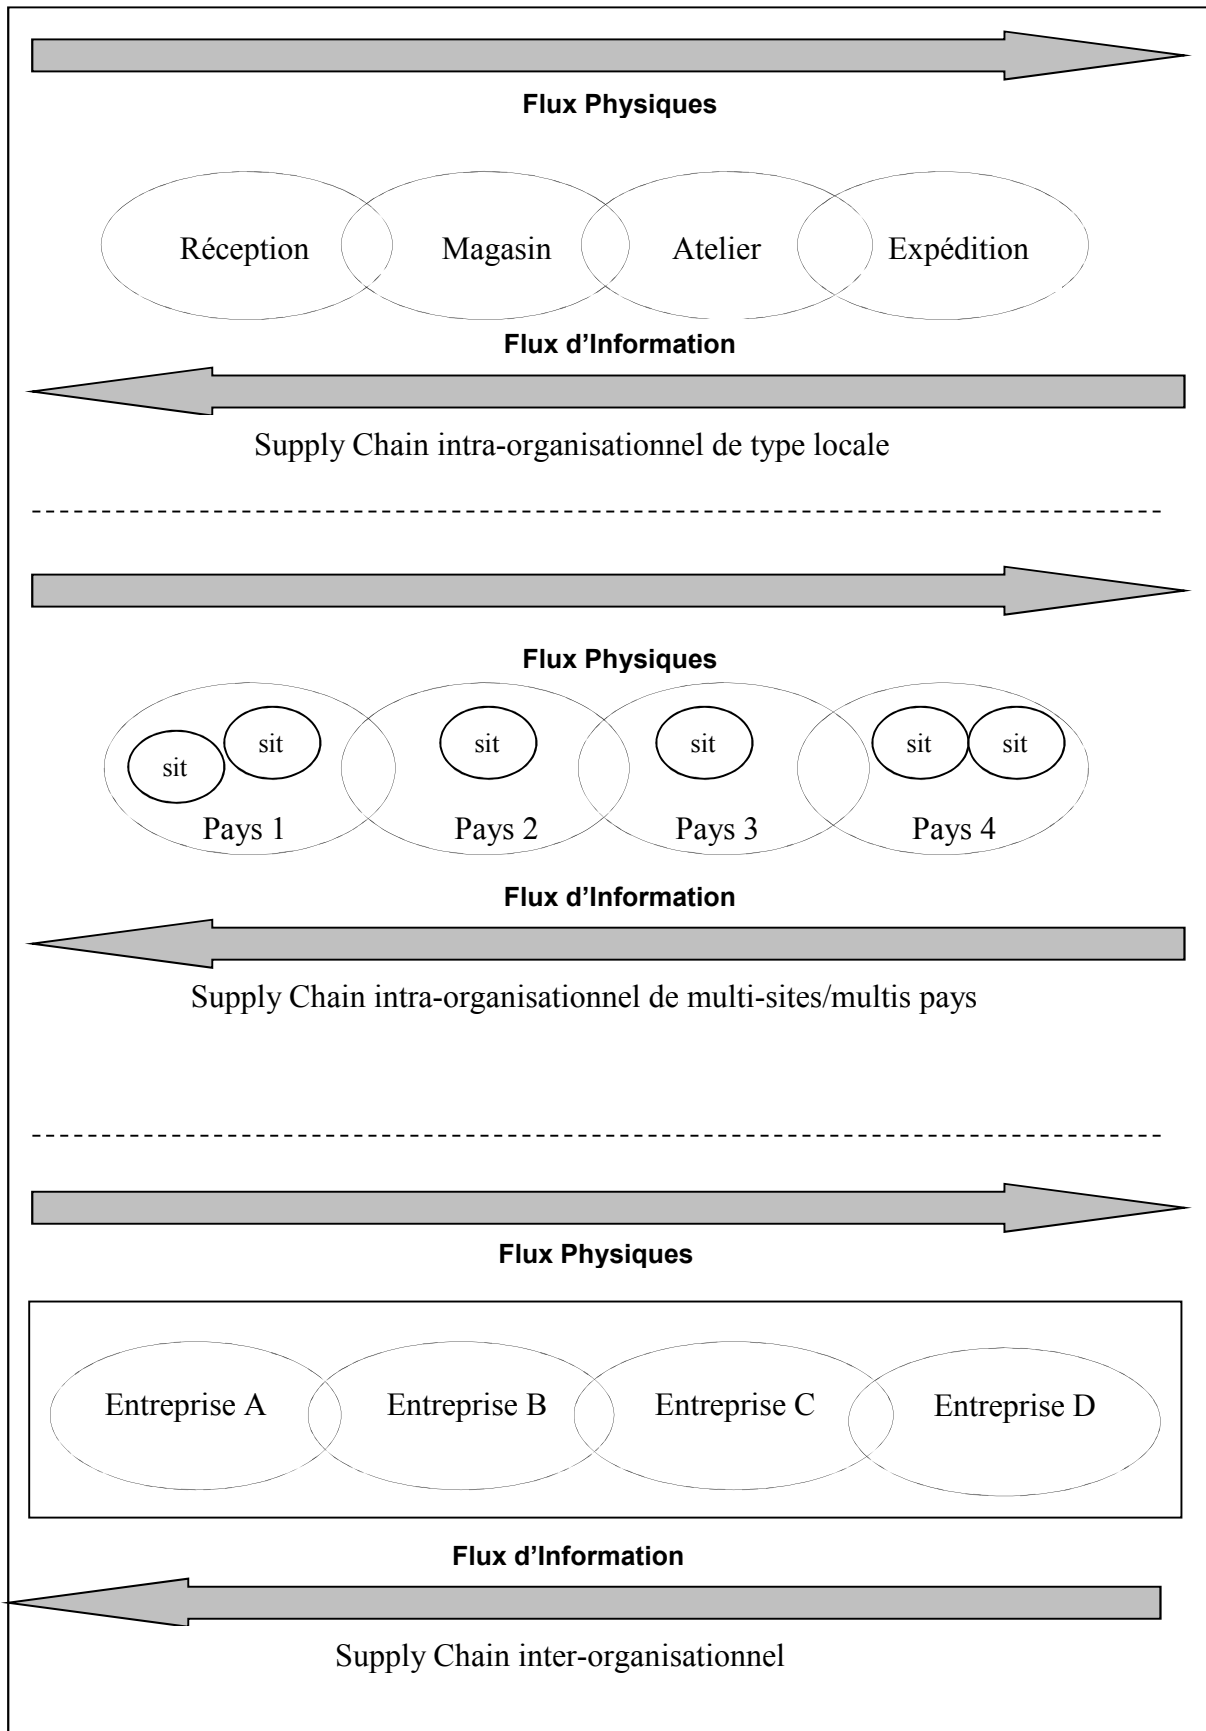 Flux Physiques
Réception Magasin Atelier Expédition
Flux d’Information
Supply Chain intra-organisationnel de type locale
Flux Physiques
sit sit sit sit sit sit
Pays 1 Pays 2 Pays 3 Pays 4
Flux d’Information
Supply Chain intra-organisationnel de multi-sites/multis pays
Flux Physiques
Entreprise A Entreprise B Entreprise C Entreprise D
Flux d’Information
Supply Chain inter-organisationnel